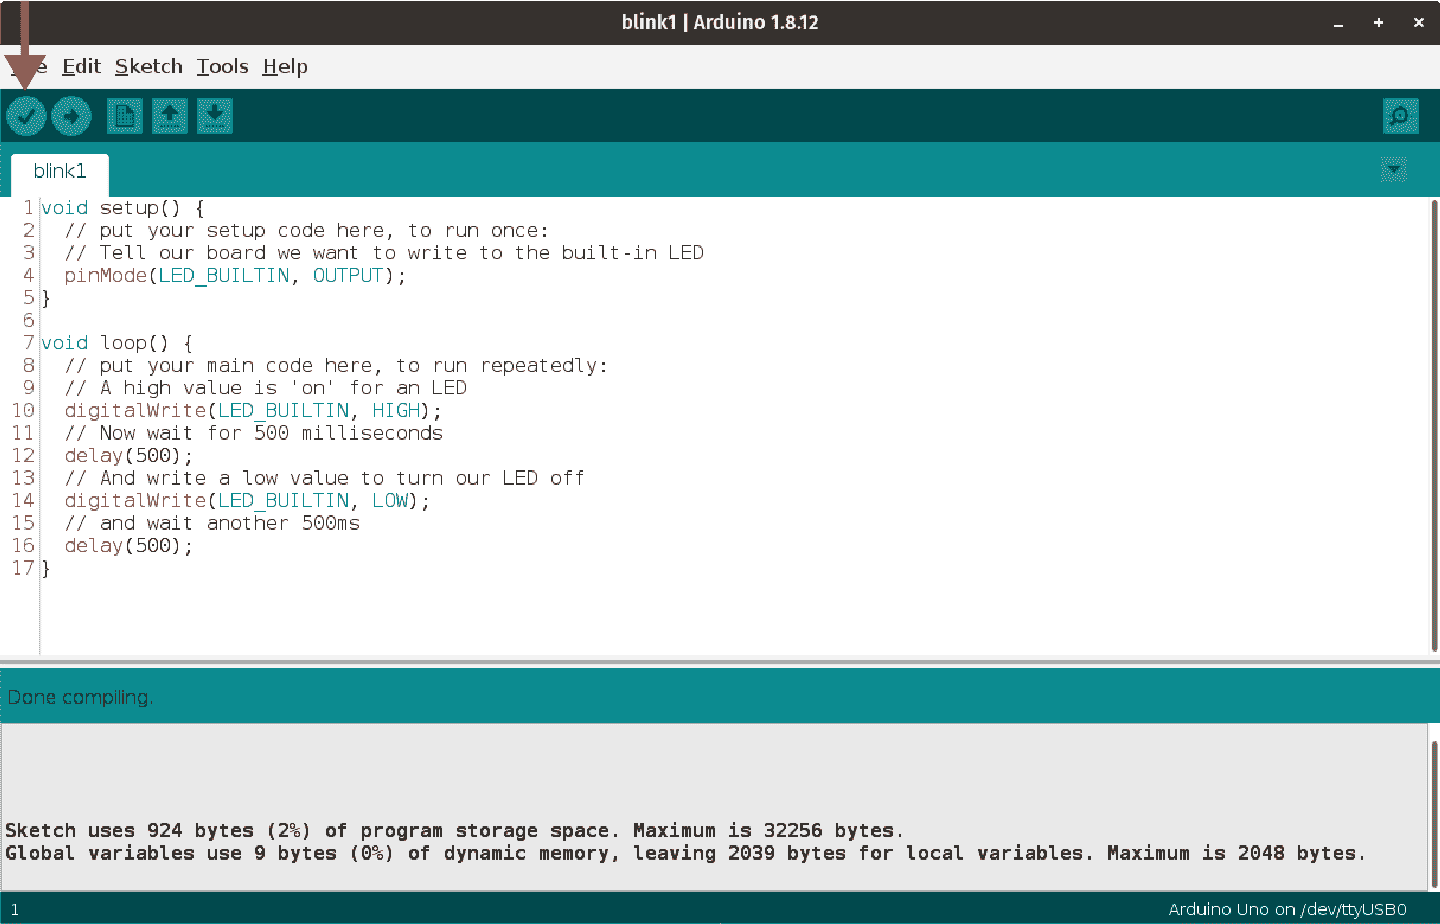 blink1 | Arduino 1.8.12
Edit Sketch Tools Help
blink1
1 void setup() {
2 // put your setup code here, to run once:
3 // Tell our board we want to write to the built-in LED
4 pinMode(LED_BUILTIN, OUTPUT);
5 }
6
7 void loop() {
8 // put your main code here, to run repeatedly:
9 // A high value is 'on' for an LED
10 digitalWrite(LED_BUILTIN, HIGH);
11 // Now wait for 500 milliseconds
12 delay(500);
13 // And write a low value to turn our LED off
14 digitalWrite(LED_BUILTIN, LOW);
15 // and wait another 500ms
16 delay(500);
17 }
Done compiling.
Sketch uses 924 bytes (2%) of program storage space. Maximum is 32256 bytes.
Global variables use 9 bytes (0%) of dynamic memory, leaving 2039 bytes for local variables. Maximum is 2048 bytes.
1 Arduino Uno on /dev/ttyUSB0